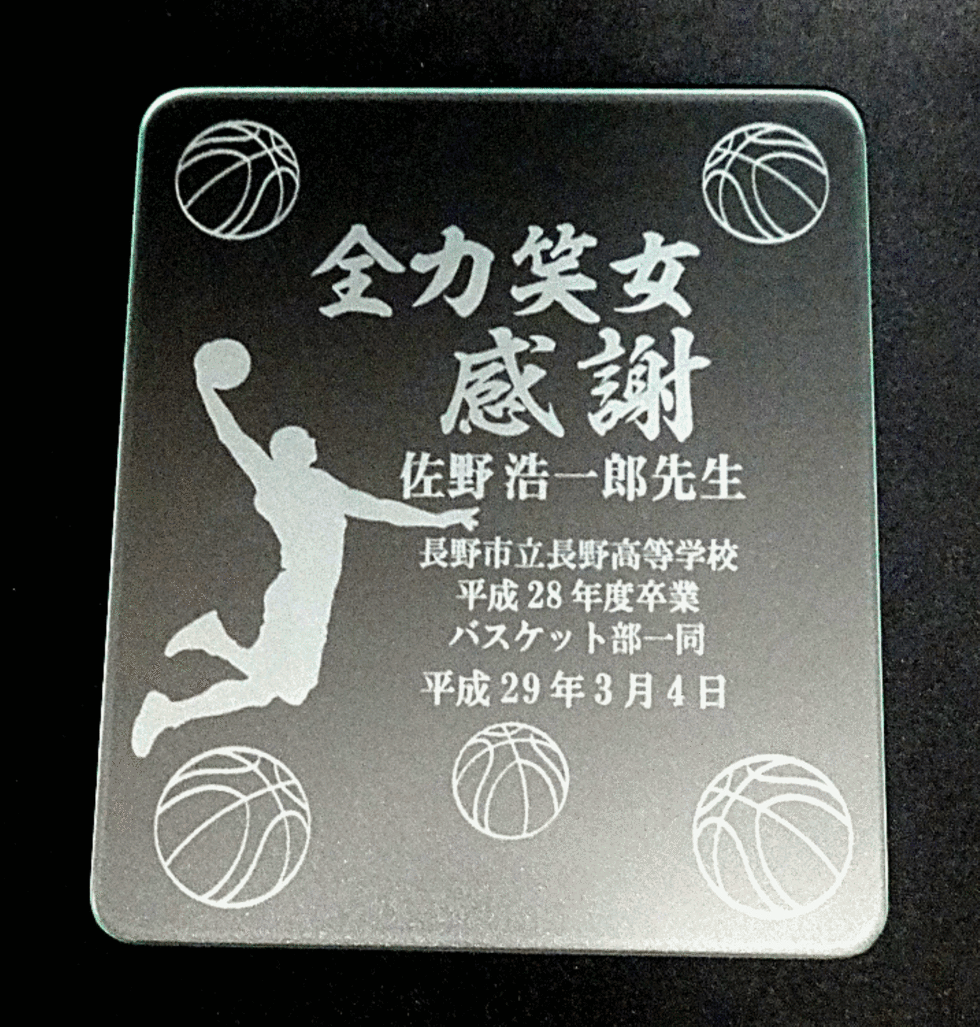 全力笑女
感謝
佐野浩一郎先生
長野市立長野高等学校
平成28年度卒業
バスケット部一同
平成29年3月4日